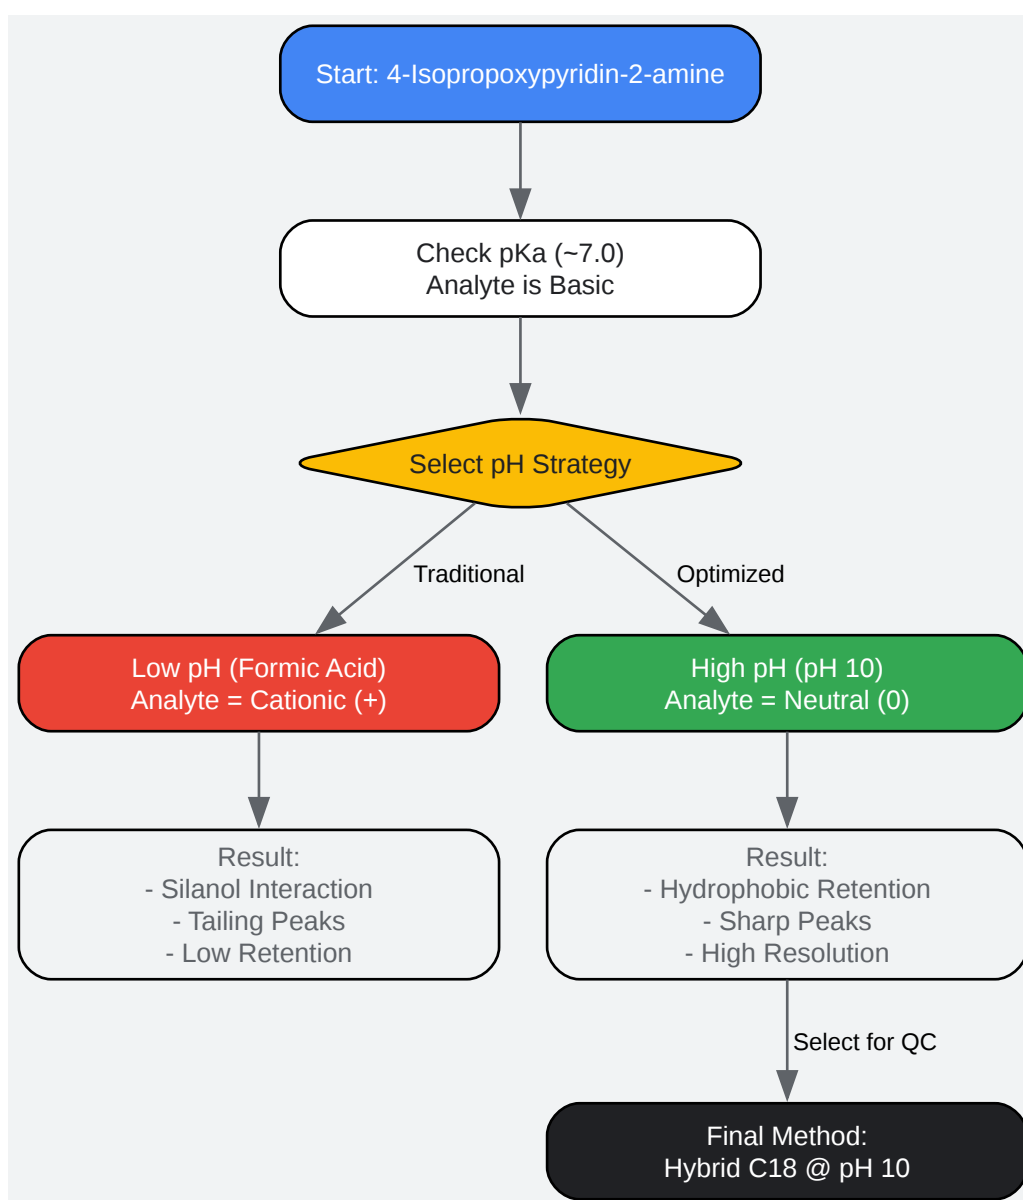 Start: 4-Isopropoxypyridin-2-amine
Check pKa (~7.0)
Analyte is Basic
Select pH Strategy
Traditional
Optimized
Low pH (Formic Acid)
Analyte = Cationic (+)
High pH (pH 10)
Analyte = Neutral (0)
Result:
- Silanol Interaction
- Tailing Peaks
- Low Retention
Result:
- Hydrophobic Retention
- Sharp Peaks
- High Resolution
Select for QC
Final Method:
Hybrid C18 @ pH 10